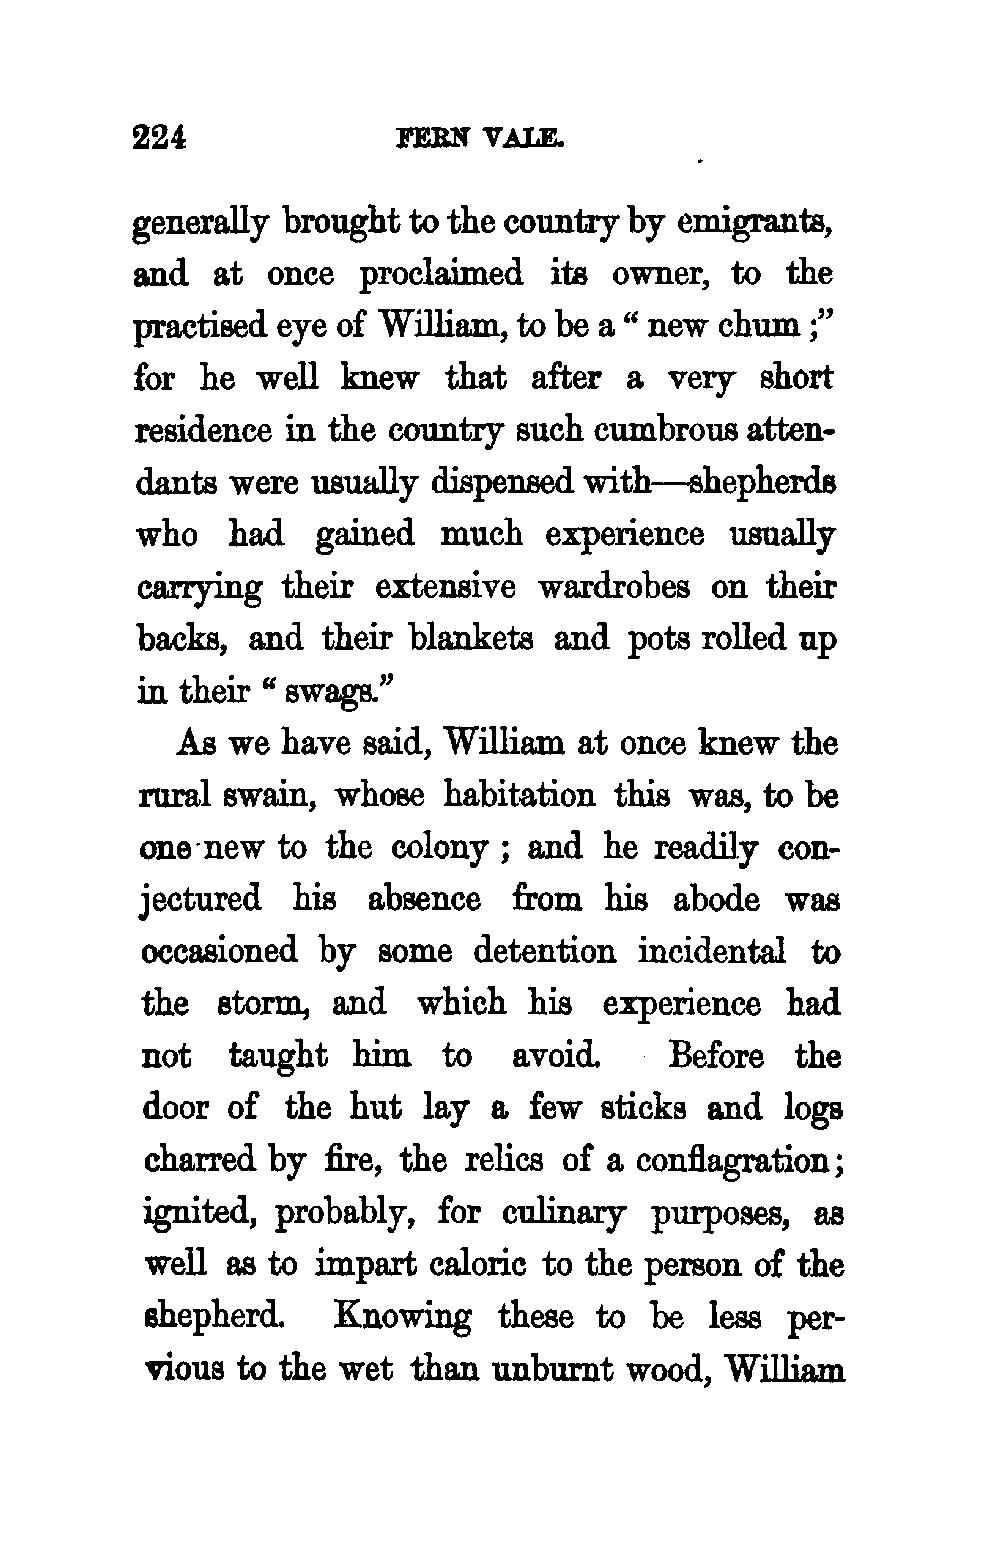 224 FERN VALE.
generally brought to the country by emigrants,
and at once proclaimed its owner, to the
practised eye of William, to be a “ new chum ;”
for he well knew that after a very short
residence in the country such cumbrous atten-
dants were usually dispensed with—shepherds
who had gained much experience usually
carrying their extensive wardrobes on their
backs, and their blankets and pots rolled up
in their “ swags.”
As we have said, William at once knew the
rural swain, whose habitation this was, to be
one new to the colony ; and he readily con-
jectured his absence from his abode was
occasioned by some detention incidental to
the storm, and which his experience had
not taught him to avoid. Before the
door of the hut lay a few sticks and logs
charred by fire, the relics of a conflagration;
ignited, probably, for culinary purposes, as
well as to impart caloric to the person of the
shepherd. Knowing these to be less per-
vious to the wet than unburnt wood, William